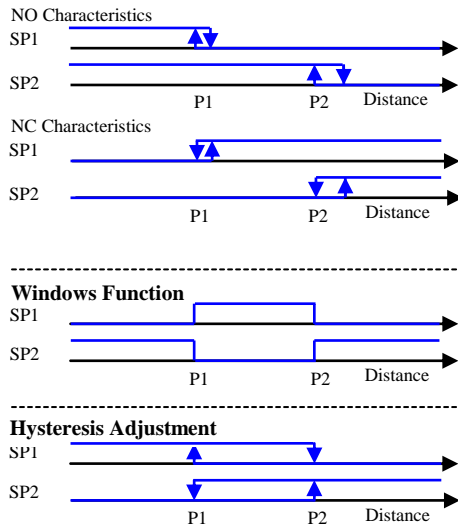 NO Characteristics
SP1
SP2
P1 P2 Distance
NC Characteristics
SP1
SP2
P1 P2 Distance
Windows Function
SP1
SP2
P1 P2 Distance
Hysteresis Adjustment
SP1
SP2
P1 P2 Distance